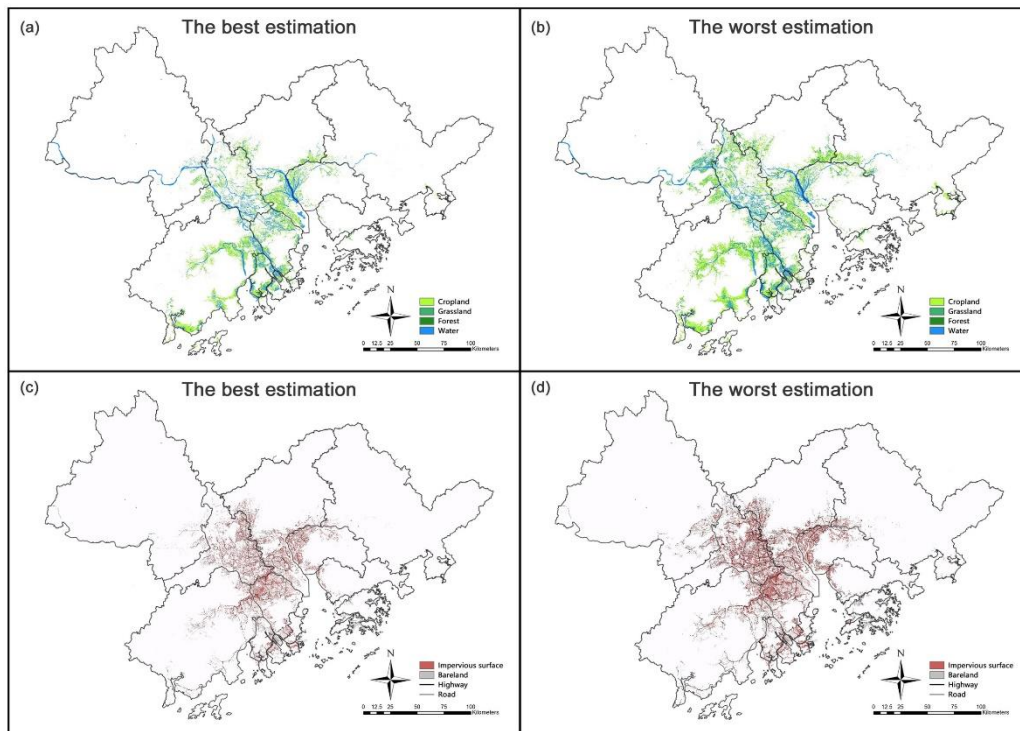 (a)
The best estimation
N
Cropland
Grassland
Forest
Water
0 12.5 25 50 75 100
Kilometers
(b)
The worst estimation
N
Cropland
Grassland
Forest
Water
0 12.5 25 50 75 100
Kilometers
(c)
The best estimation
N
Impervious surface
Bareland
Highway
Road
0 12.5 25 50 75 100
Kilometers
(d)
The worst estimation
N
Impervious surface
Bareland
Highway
Road
0 12.5 25 50 75 100
Kilometers